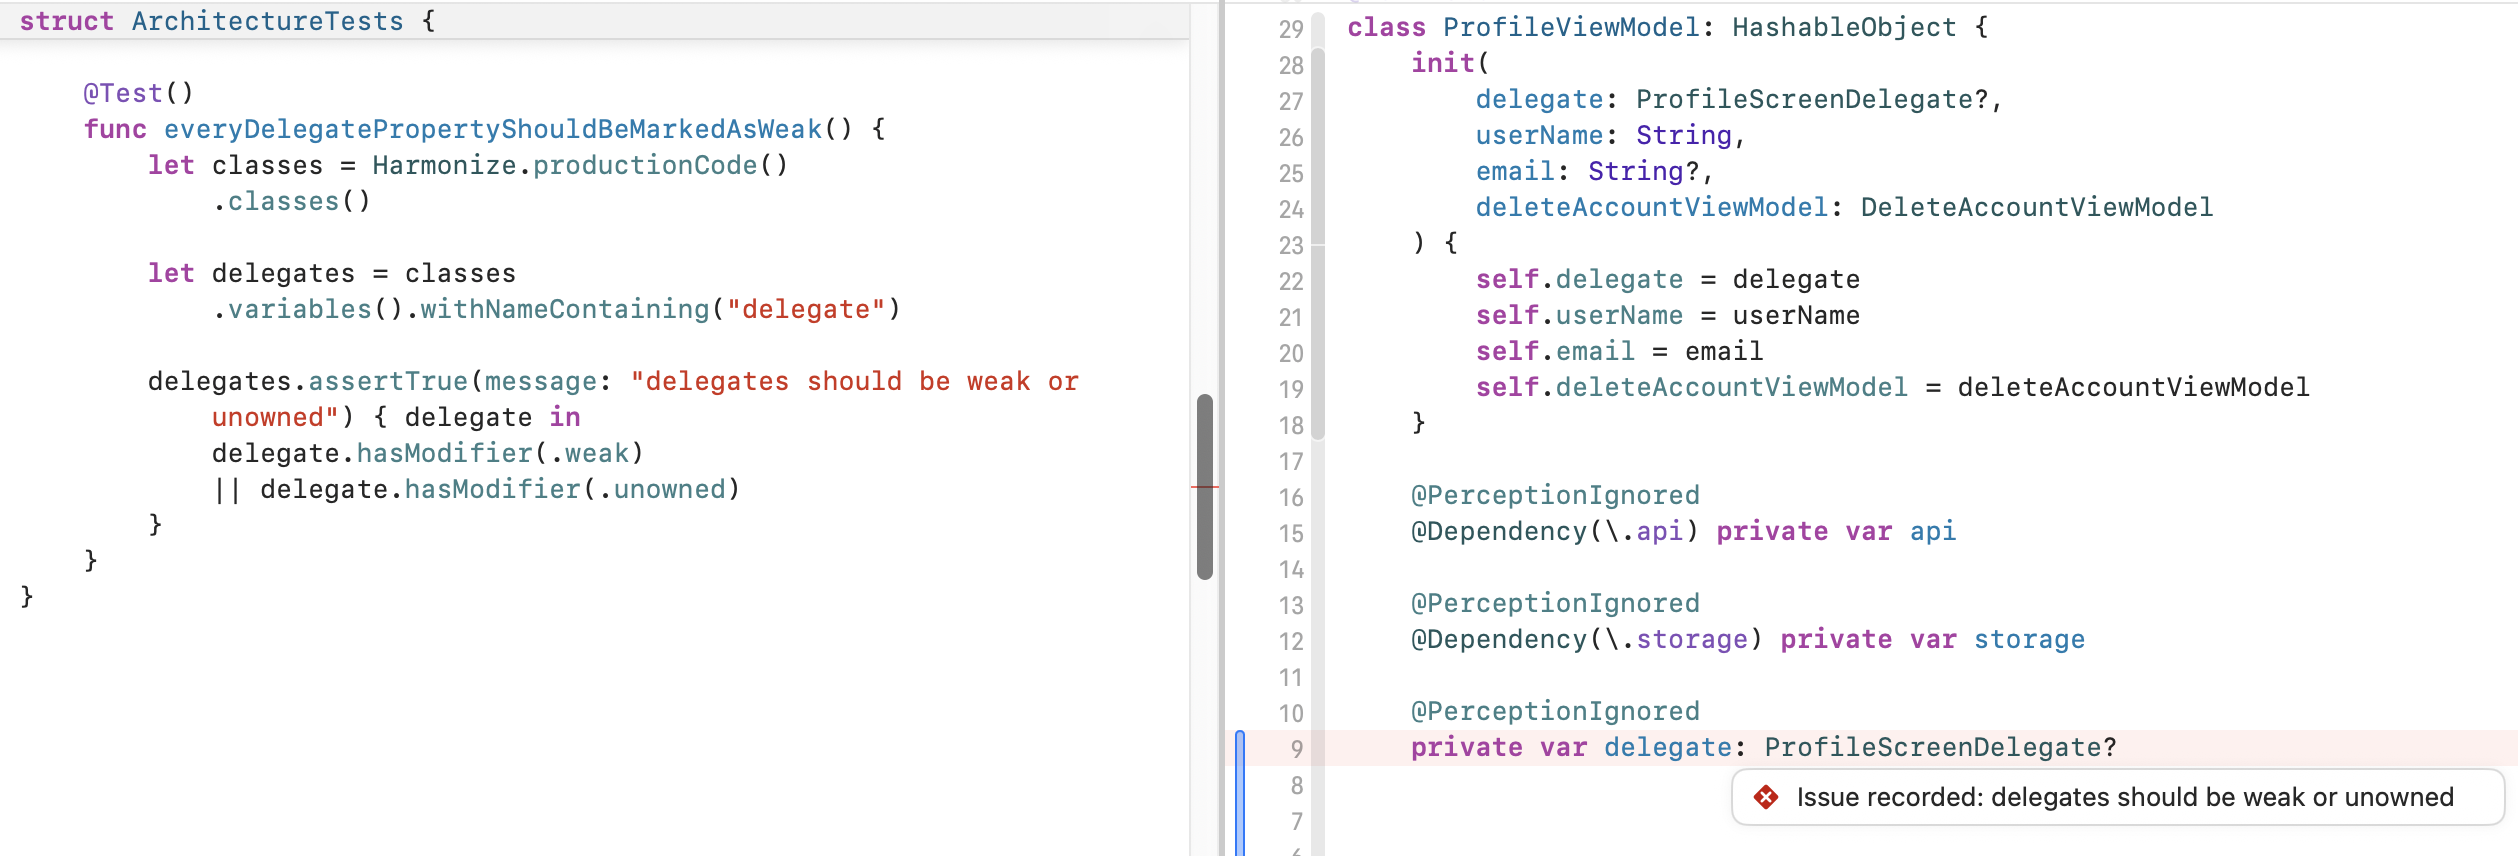 struct ArchitectureTests {
@Test()
func everyDelegatePropertyShouldBeMarkedAsWeak() {
let classes = Harmonize.productionCode()
.classes()
let delegates = classes
.variables().withNameContaining("delegate")
delegates.assertTrue(message: "delegates should be weak or
unowned") { delegate in
delegate.hasModifier(.weak)
|| delegate.hasModifier(.unowned)
}
}
}
29 class ProfileViewModel: HashableObject {
28 init(
27 delegate: ProfileScreenDelegate?,
26 userName: String,
25 email: String?,
24 deleteAccountViewModel: DeleteAccountViewModel
23 ) {
22 self.delegate = delegate
21 self.userName = userName
20 self.email = email
19 self.deleteAccountViewModel = deleteAccountViewModel
18 }
17
16 @PerceptionIgnored
15 @Dependency(\.api) private var api
14
13 @PerceptionIgnored
12 @Dependency(\.storage) private var storage
11
10 @PerceptionIgnored
9 private var delegate: ProfileScreenDelegate?
8 Issue recorded: delegates should be weak or unowned
7